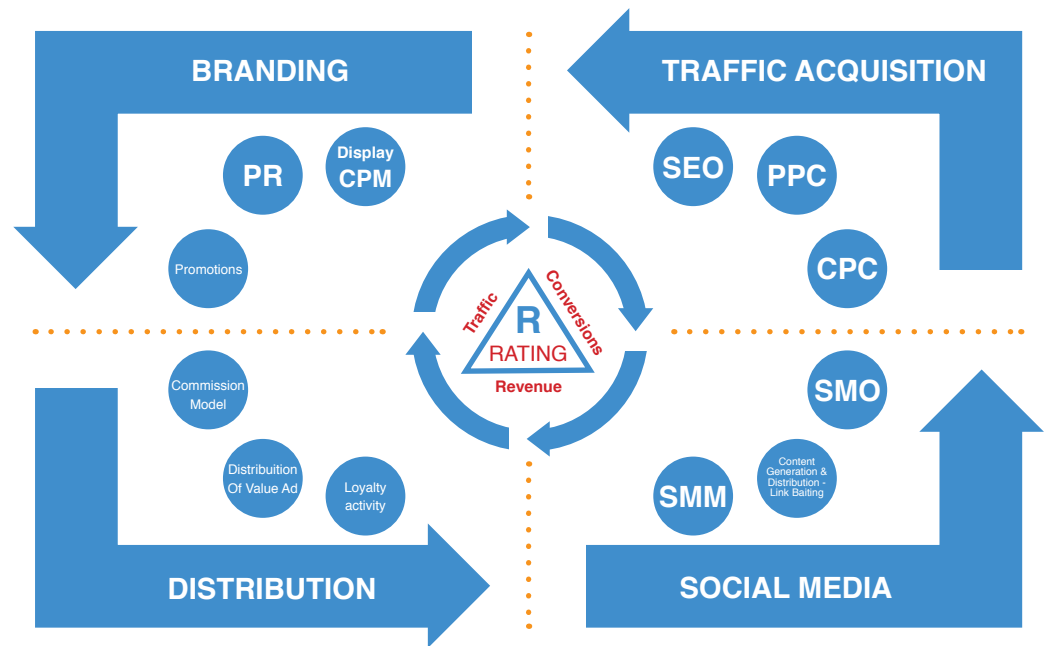 BRANDING
TRAFFIC ACQUISITION
PR
Display
CPM
SEO
PPC
Promotions
CPC
Traffic
Conversions
R
RATING
Revenue
Commission
Model
SMO
Distribuition
Of Value Ad
Loyalty
activity
SMM
Content
Generation &
Distribution -
Link Baiting
DISTRIBUTION
SOCIAL MEDIA